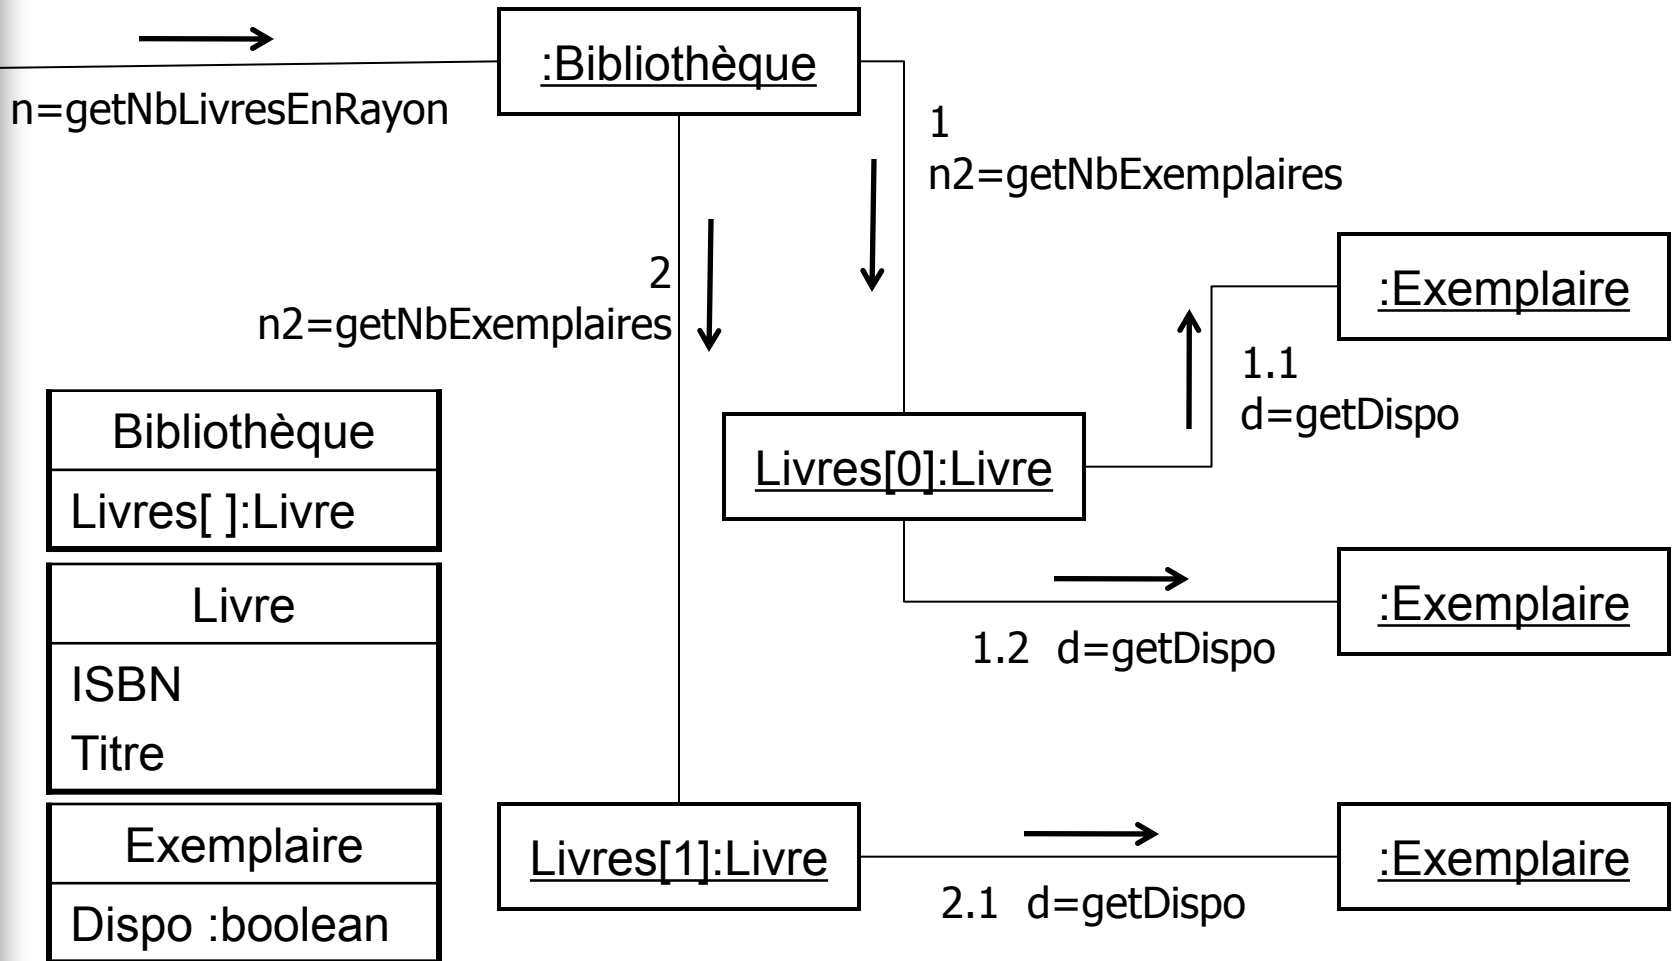 :Bibliothèque
n=getNbLivresEnRayon
1
n2=getNbExemplaires
2
n2=getNbExemplaires
:Exemplaire
1.1
d=getDispo
Livres[0]:Livre
:Exemplaire
1.2 d=getDispo
Livres[1]:Livre
:Exemplaire
2.1 d=getDispo
Bibliothèque
Livres[ ]:Livre
Livre
ISBN
Titre
Exemplaire
Dispo :boolean